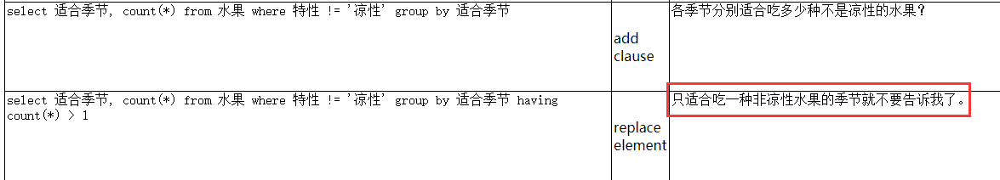 select 适合季节, count(*) from 水果 where 特性 != '凉性' group by 适合季节
add
clause
各季节分别适合吃多少种不是凉性的水果？
select 适合季节, count(*) from 水果 where 特性 != '凉性' group by 适合季节 having
count(*) > 1
replace
element
只适合吃一种非凉性水果的季节就不要告诉我了。